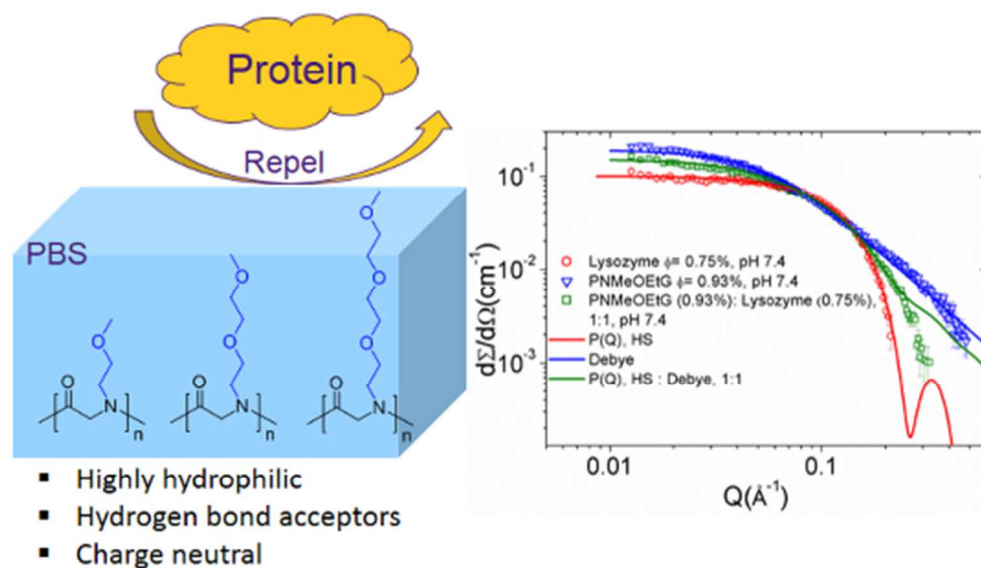 Protein
Repel
PBS
O
O
O
O
O
O
O
N
n
O
N
n
O
N
n
▪ Highly hydrophilic
▪ Hydrogen bond acceptors
▪ Charge neutral
dΣ/dΩ(cm⁻¹)
10⁻¹
10⁻²
10⁻³
Lysozyme ϕ= 0.75%, pH 7.4
PNMeOEtG ϕ= 0.93%, pH 7.4
PNMeOEtG (0.93%): Lysozyme (0.75%),
1:1, pH 7.4
P(Q), HS
Debye
P(Q), HS : Debye, 1:1
0.01
0.1
Q(Å⁻¹)